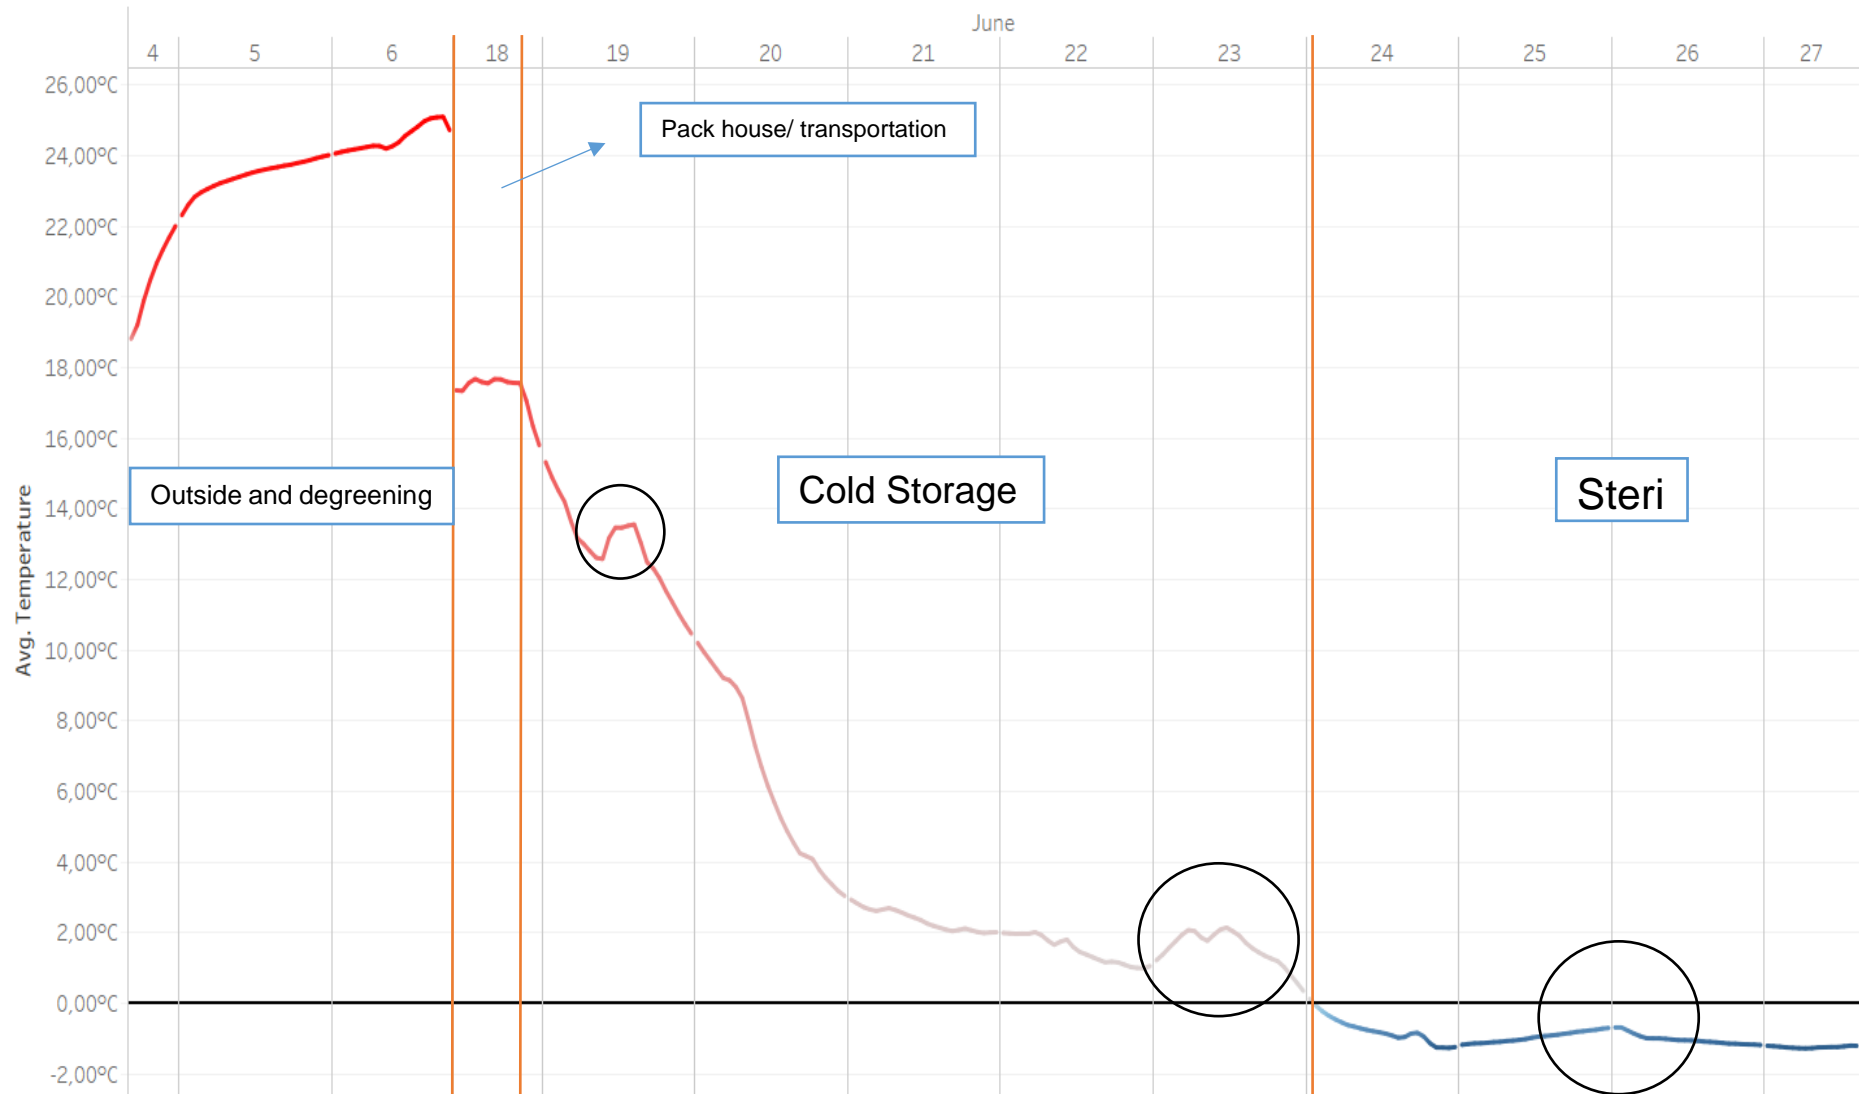 June
4 5 6 18 19 20 21 22 23 24 25 26 27
26,00ºC
Pack house/ transportation
24,00ºC
22,00ºC
20,00ºC
18,00ºC
16,00ºC
Outside and degreening
Cold Storage
Steri
14,00ºC
12,00ºC
10,00ºC
8,00ºC
6,00ºC
4,00ºC
2,00ºC
0,00ºC
-2,00ºC
Avg. Temperature